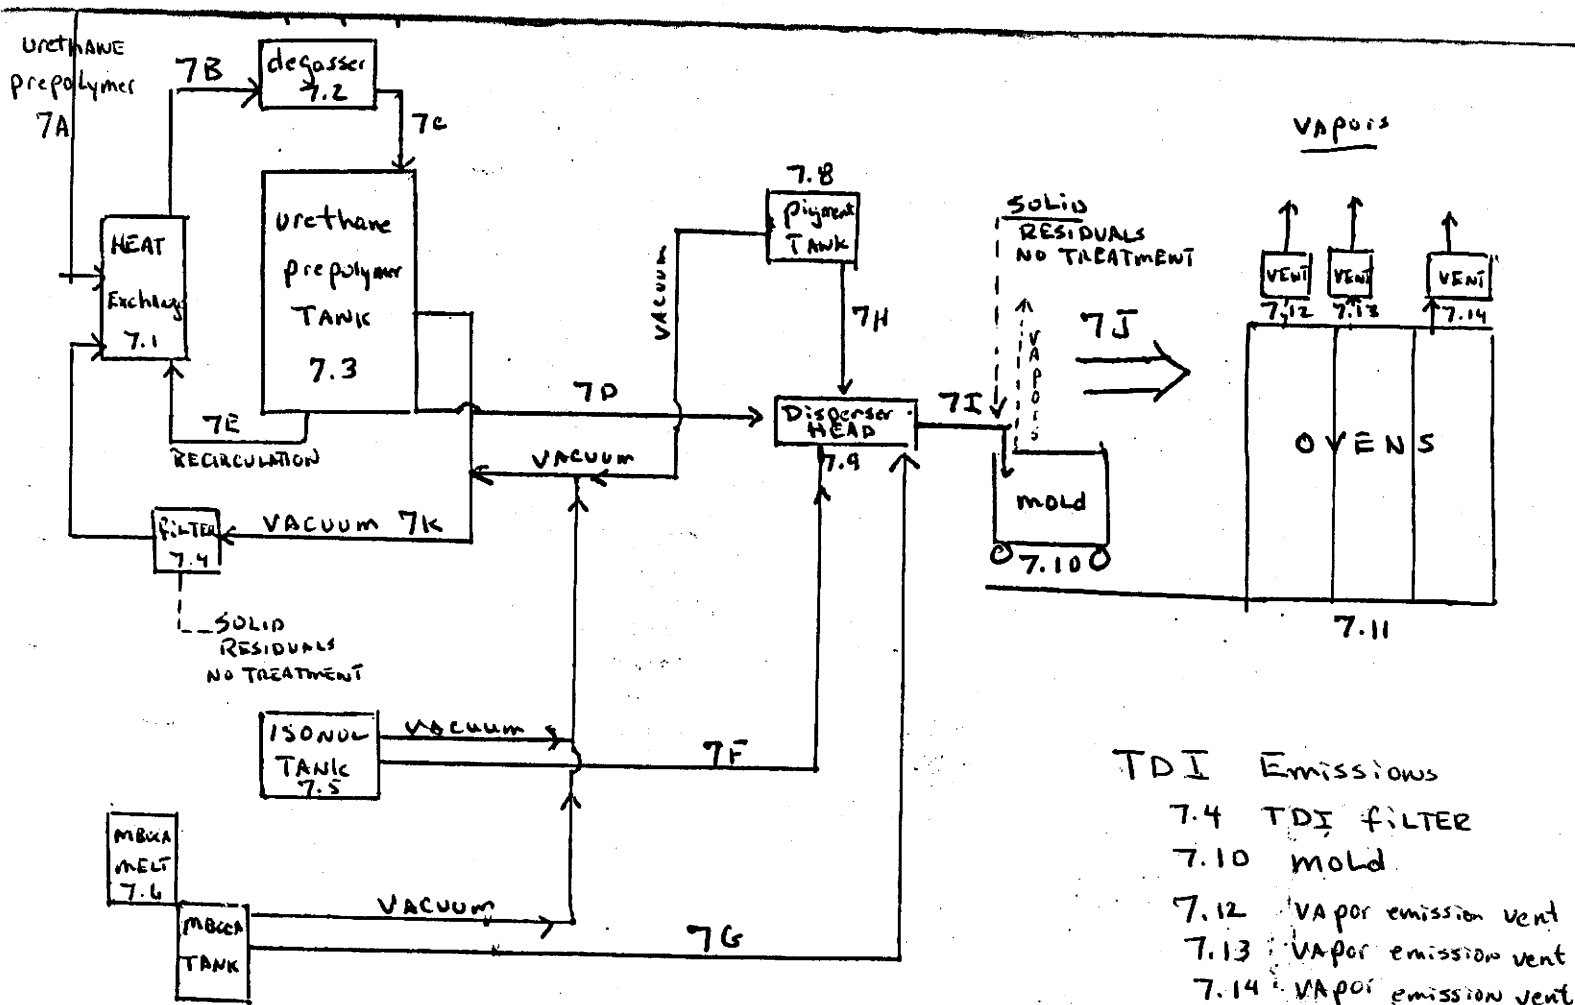 urethANE
prepolymer
7A
7B
degasser
7.2
7C
HEAT
Exchang
7.1
urethane
prepolymer
TANK
7.3
7E
RECIRCULATION
7D
VACUUM
7.8
pigment
TANK
7H
Disperser
HEAD
7.9
7I
SOLID
RESIDUALS
NO TREATMENT
VAPORS
mold
7.10
7J
VAPors
VENT
7.12
VENT
7.13
VENT
7.14
OVENS
7.11
VACUUM
VACUUM 7K
FILTER
7.4
SOLID
RESIDUALS
NO TREATMENT
ISONOL
TANK
7.5
VACUUM
7F
MBCCA
MELT
7.6
MBCCA
TANK
VACUUM
7G
TDI Emissions
7.4 TDI FILTER
7.10 mold
7.12 VApor emission vent
7.13 VApor emission vent
7.14 VApor emission vent